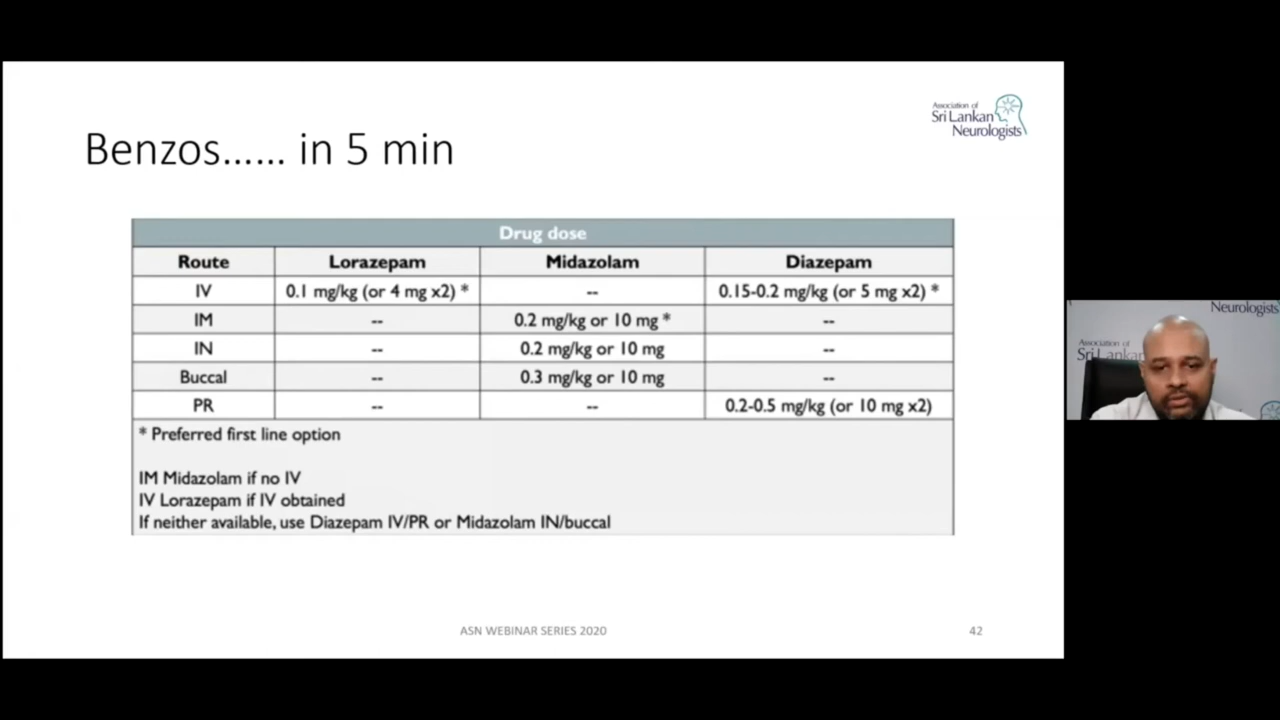 Association of
Sri Lankan
Neurologists
Benzos…… in 5 min
Drug dose
Route Lorazepam Midazolam Diazepam
IV 0.1 mg/kg (or 4 mg x2) * -- 0.15-0.2 mg/kg (or 5 mg x2) *
IM -- 0.2 mg/kg or 10 mg * --
IN -- 0.2 mg/kg or 10 mg --
Buccal -- 0.3 mg/kg or 10 mg --
PR -- -- 0.2-0.5 mg/kg (or 10 mg x2)
* Preferred first line option
IM Midazolam if no IV
IV Lorazepam if IV obtained
If neither available, use Diazepam IV/PR or Midazolam IN/buccal
ASN WEBINAR SERIES 2020
42
Neurologists
Association of
Sri Lankan